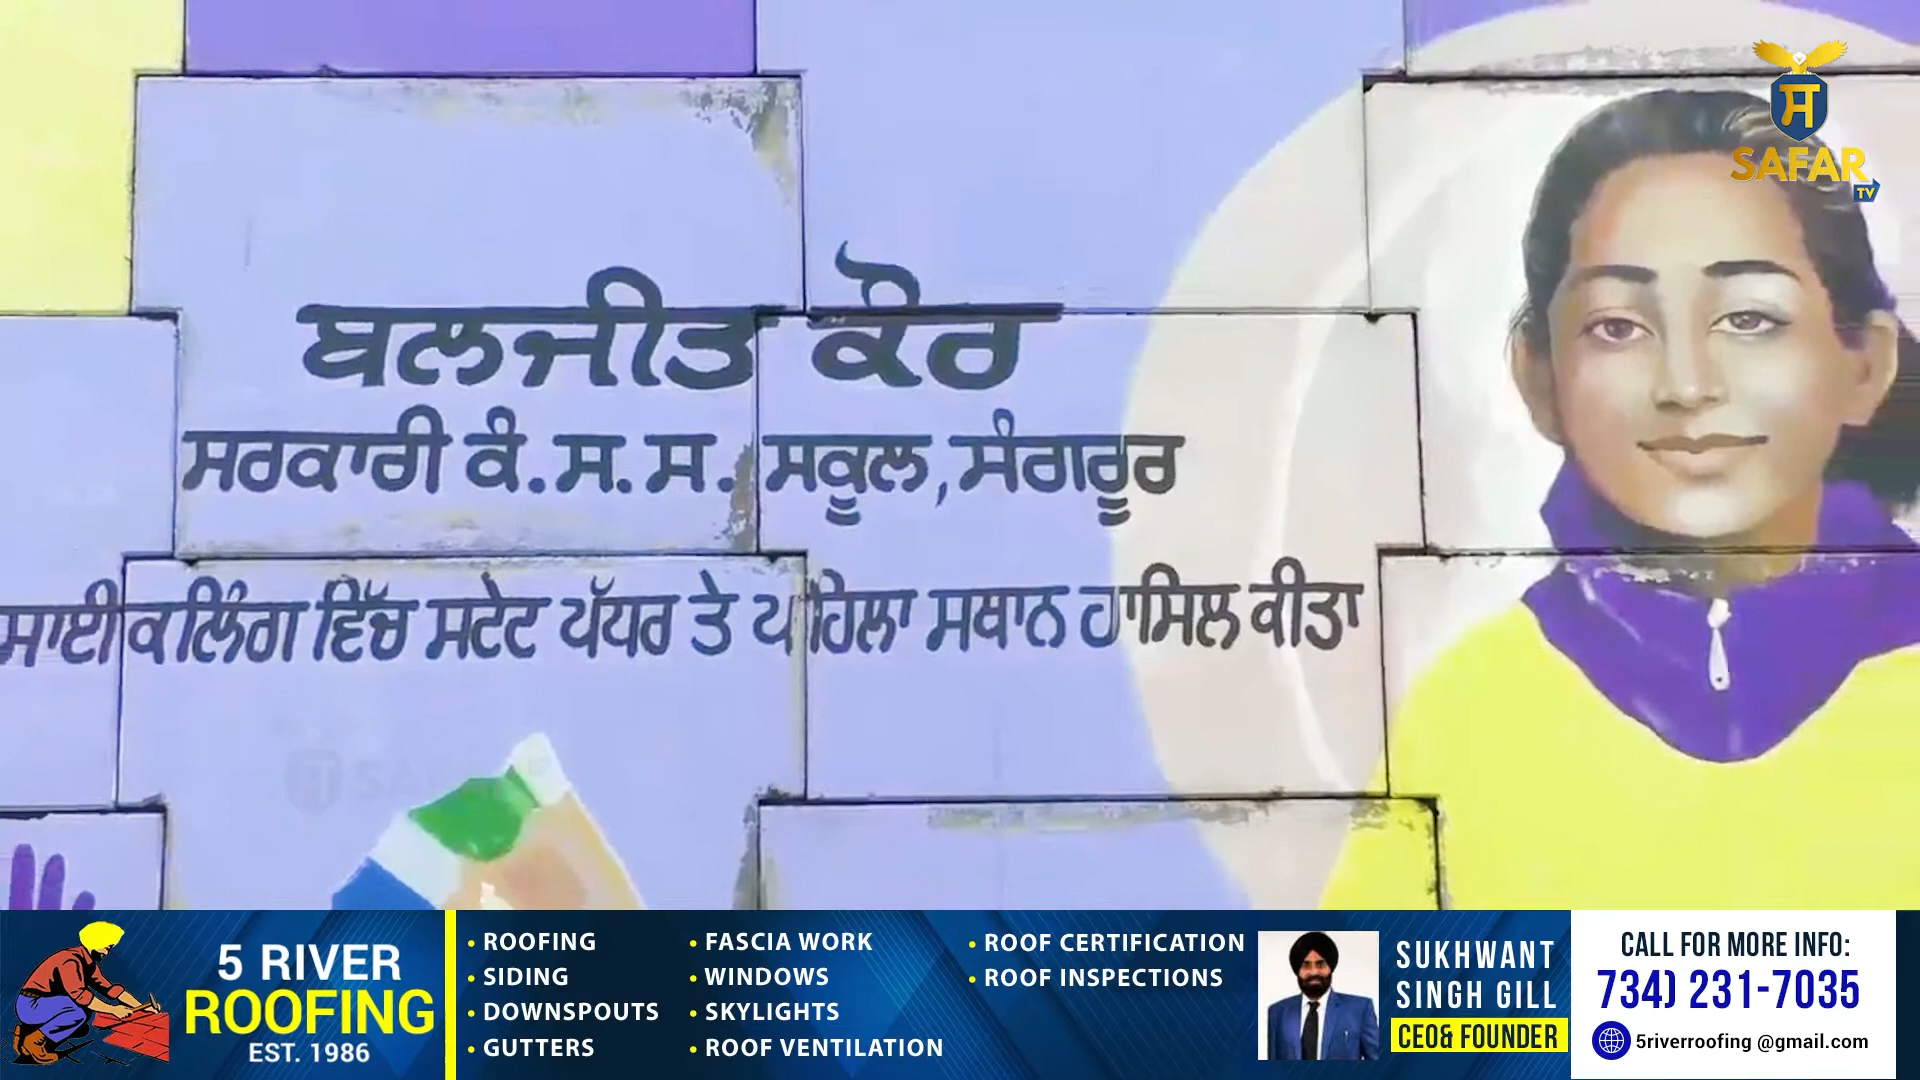 ਸ
SAFAR
TV
ਬਲਜੀਤ ਕੌਰ
ਸਰਕਾਰੀ ਕੰ.ਸ.ਸ. ਸਕੂਲ, ਸੰਗਰੂਰ
ਸਾਈਕਲਿੰਗ ਵਿੱਚ ਸਟੇਟ ਪੱਧਰ ਤੇ ਪਹਿਲਾ ਸਥਾਨ ਹਾਸਿਲ ਕੀਤਾ
5 RIVER
ROOFING
EST. 1986
• ROOFING
• SIDING
• DOWNSPOUTS
• GUTTERS
• FASCIA WORK
• WINDOWS
• SKYLIGHTS
• ROOF VENTILATION
• ROOF CERTIFICATION
• ROOF INSPECTIONS
SUKHWANT
SINGH GILL
CEO& FOUNDER
CALL FOR MORE INFO:
734) 231-7035
5riverroofing @gmail.com